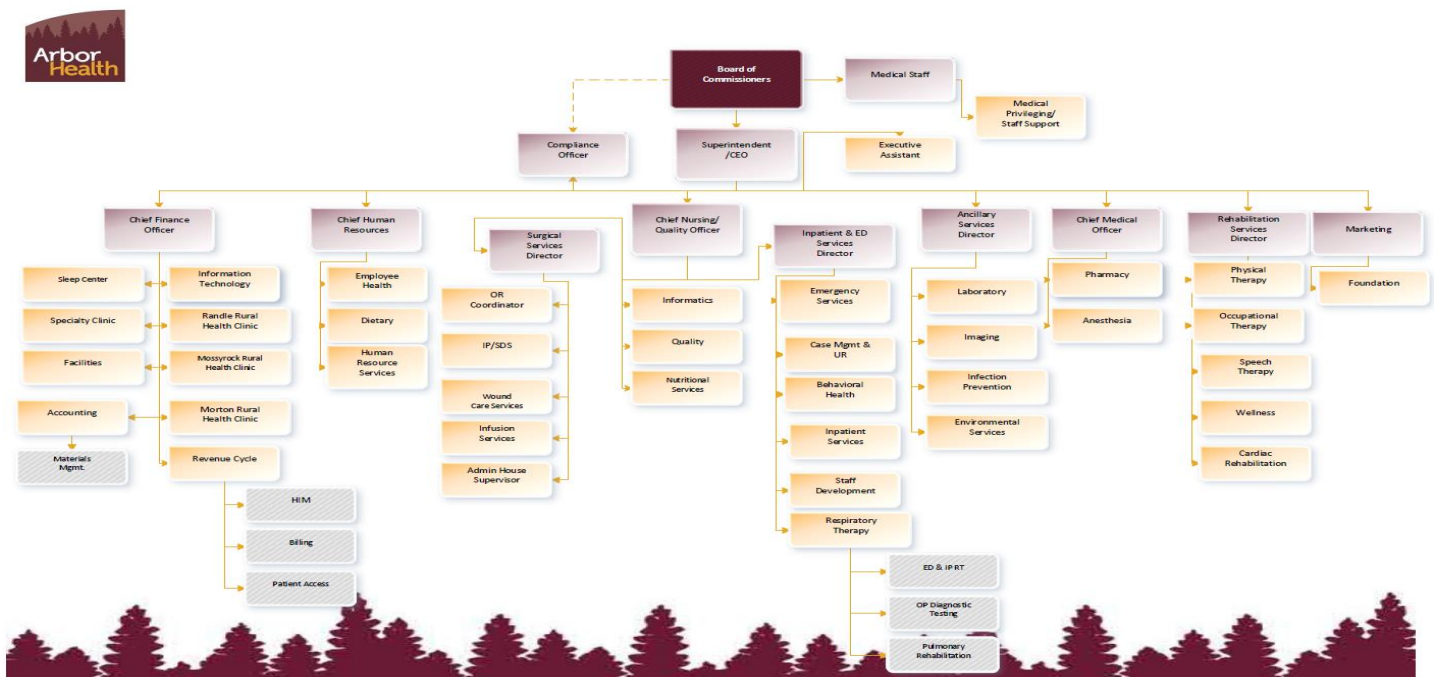 Arbor
Health
Board of
Commissioners
Medical Staff
Medical
Privileging/
Staff Support
Compliance
Officer
Superintendent
/CEO
Executive
Assistant
Chief Finance
Officer
Chief Human
Resources
Surgical
Services
Director
Chief Nursing/
Quality Officer
Inpatient & ED
Services
Director
Ancillary
Services
Director
Chief Medical
Officer
Rehabilitation
Services
Director
Marketing
Sleep Center
Information
Technology
Specialty Clinic
Randle Rural
Health Clinic
Facilities
Mossyrock Rural
Health Clinic
Accounting
Morton Rural
Health Clinic
Materials
Mgmt.
Revenue Cycle
HIM
Billing
Patient Access
Employee
Health
Dietary
Human
Resource
Services
OR
Coordinator
IP/SDS
Wound
Care Services
Infusion
Services
Admin House
Supervisor
Informatics
Quality
Nutritional
Services
Emergency
Services
Case Mgmt &
UR
Behavioral
Health
Inpatient
Services
Staff
Development
Respiratory
Therapy
ED & IP RT
OP Diagnostic
Testing
Pulmonary
Rehabilitation
Laboratory
Imaging
Infection
Prevention
Environmental
Services
Pharmacy
Anesthesia
Physical
Therapy
Occupational
Therapy
Speech
Therapy
Wellness
Cardiac
Rehabilitation
Foundation